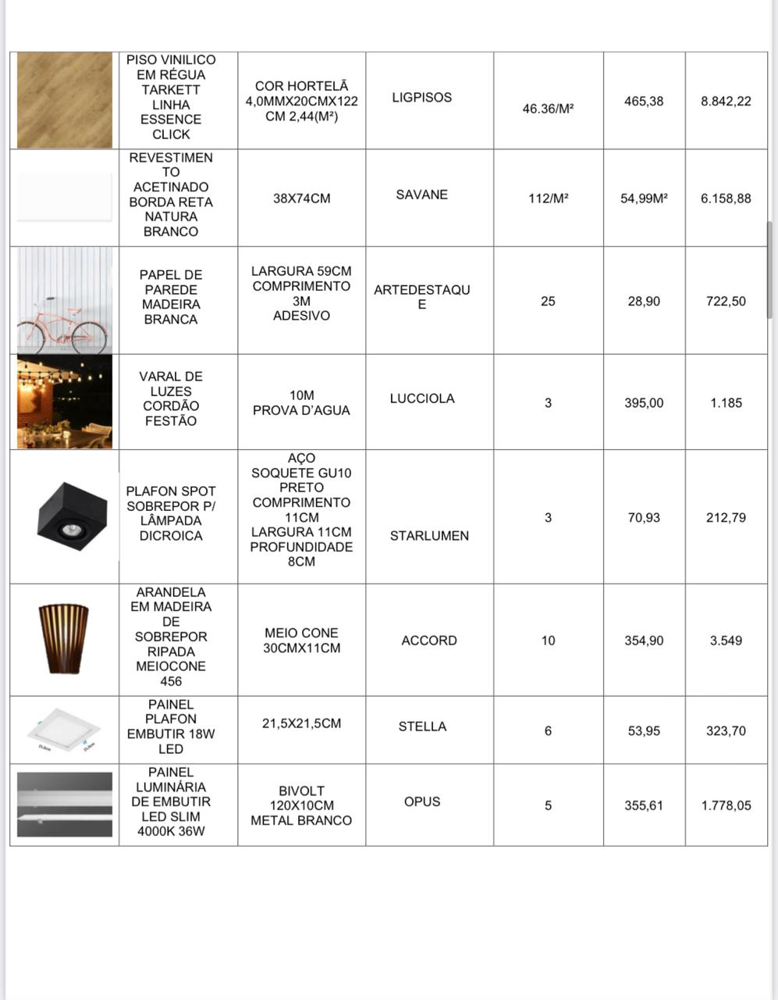 PISO VINILICO
EM RÉGUA
TARKETT
LINHA
ESSENCE
CLICK
COR HORTELÃ
4,0MMX20CMX122
CM 2,44(M²)
LIGPISOS
46.36/M²
465,38
8.842,22
REVESTIMEN
TO
ACETINADO
BORDA RETA
NATURA
BRANCO
38X74CM
SAVANE
112/M²
54,99M²
6.158,88
PAPEL DE
PAREDE
MADEIRA
BRANCA
LARGURA 59CM
COMPRIMENTO
3M
ADESIVO
ARTEDESTAQU
E
25
28,90
722,50
VARAL DE
LUZES
CORDÃO
FESTÃO
10M
PROVA D'AGUA
LUCCIOLA
3
395,00
1.185
PLAFON SPOT
SOBREPOR P/
LÂMPADA
DICROICA
AÇO
SOQUETE GU10
PRETO
COMPRIMENTO
11CM
LARGURA 11CM
PROFUNDIDADE
8CM
STARLUMEN
3
70,93
212,79
ARANDELA
EM MADEIRA
DE
SOBREPOR
RIPADA
MEIOCONE
456
MEIO CONE
30CMX11CM
ACCORD
10
354,90
3.549
PAINEL
PLAFON
EMBUTIR 18W
LED
21,5X21,5CM
STELLA
6
53,95
323,70
PAINEL
LUMINÁRIA
DE EMBUTIR
LED SLIM
4000K 36W
BIVOLT
120X10CM
METAL BRANCO
OPUS
5
355,61
1.778,05